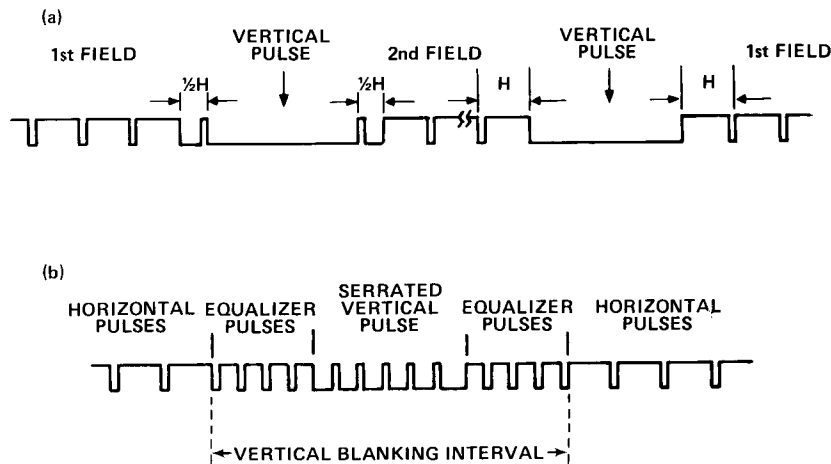 (a)
1st FIELD
VERTICAL
PULSE
2nd FIELD
VERTICAL
PULSE
1st FIELD
½H
½H
H
H
(b)
HORIZONTAL
PULSES
EQUALIZER
PULSES
SERRATED
VERTICAL
PULSE
EQUALIZER
PULSES
HORIZONTAL
PULSES
VERTICAL BLANKING INTERVAL